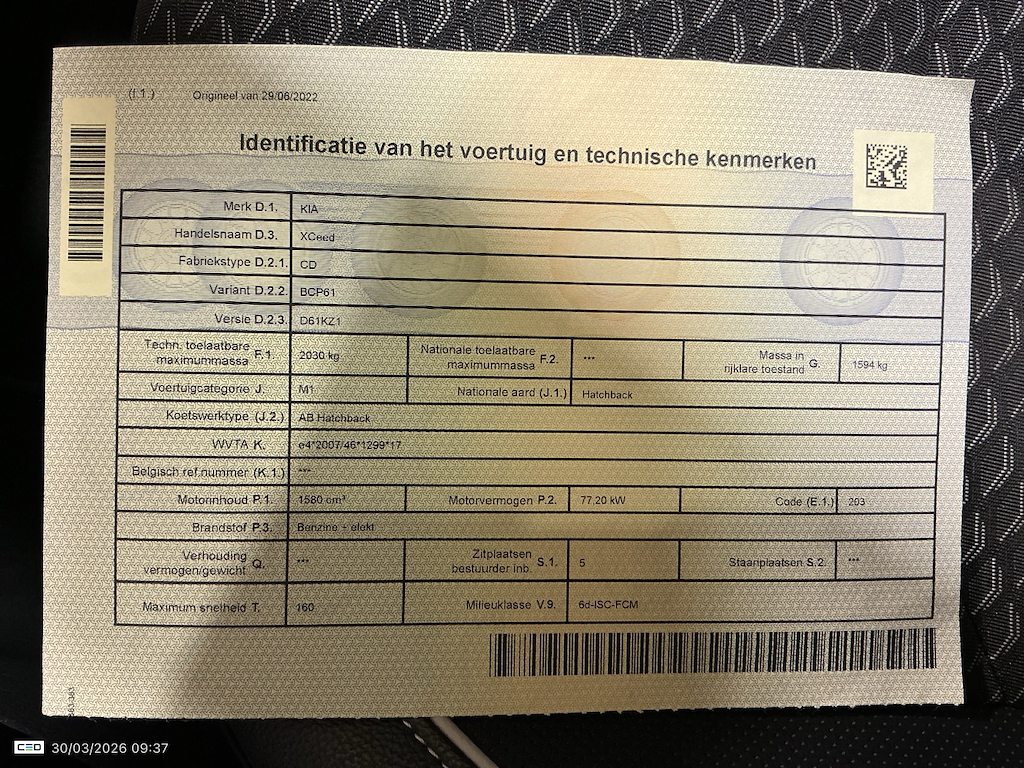 (I.1.) Origineel van 29/06/2022
Identificatie van het voertuig en technische kenmerken
Merk D.1. KIA
Handelsnaam D.3. XCeed
Fabriekstype D.2.1. CD
Variant D.2.2. BCP61
Versie D.2.3. D61KZ1
Techn. toelaatbare maximummassa F.1. 2030 kg Nationale toelaatbare maximummassa F.2. *** Massa in rijklare toestand G. 1594 kg
Voertuigcategorie J. M1 Nationale aard (J.1.) Hatchback
Koetswerktype (J.2.) AB Hatchback
WVTA K. e4*2007/46*1299*17
Belgisch ref.nummer (K.1.) ***
Motorinhoud P.1. 1580 cm³ Motorvermogen P.2. 77.20 kW Code (E.1.) 203
Brandstof P.3. Benzine + elekt
Verhouding vermogen/gewicht Q. *** Zitplaatsen bestuurder inb. S.1. 5 Staanplaatsen S.2. ***
Maximum snelheid T. 160 Milieuklasse V.9. 6d-ISC-FCM
CEO 30/03/2026 09:37